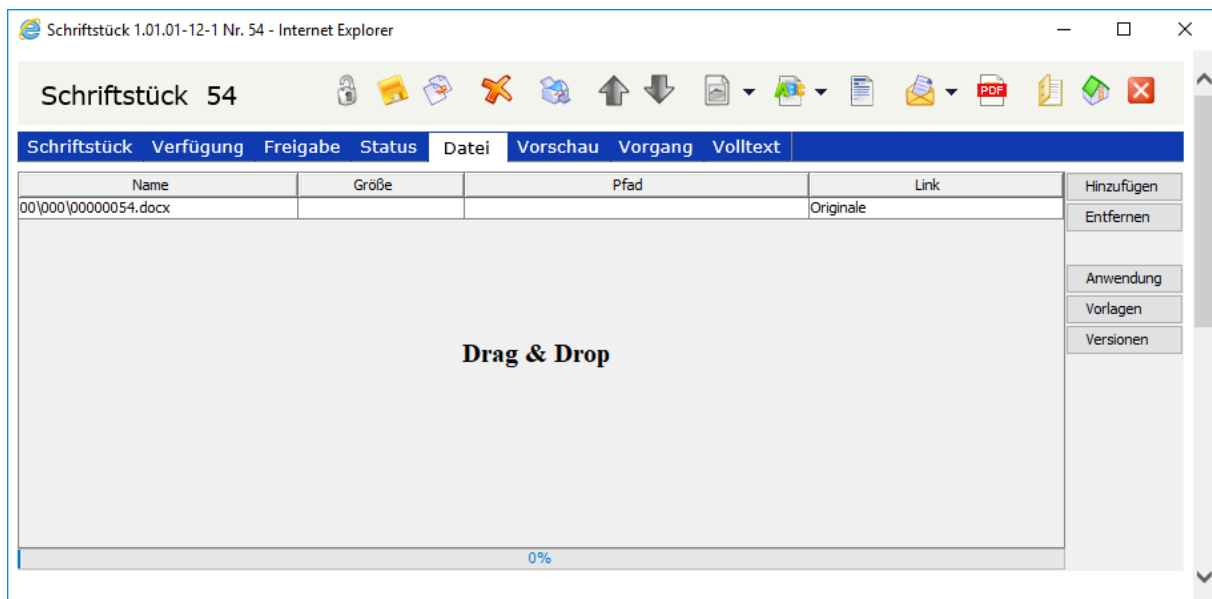 Schriftstück 1.01.01-12-1 Nr. 54 - Internet Explorer
Schriftstück 54
PDF
Schriftstück Verfügung Freigabe Status Datei Vorschau Vorgang Volltext
Name Größe Pfad Link Hinzufügen
00\000\00000054.docx Originale Entfernen
Anwendung
Vorlagen
Versionen
Drag & Drop
0%